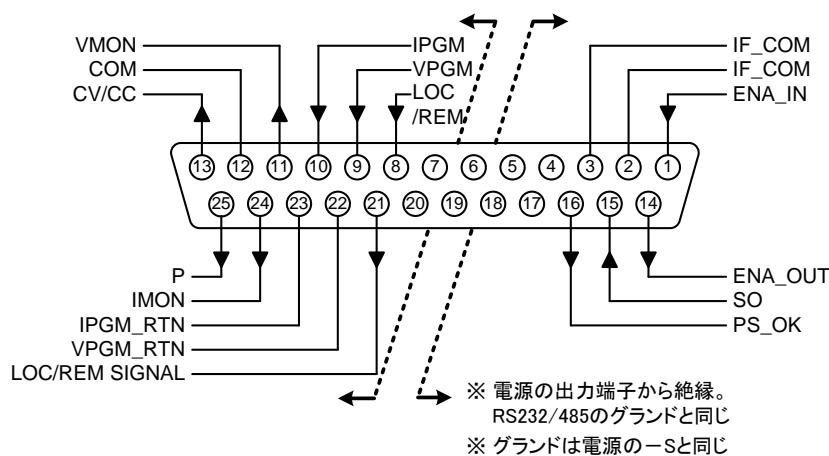 VMON
COM
CV/CC
IPGM
VPGM
LOC
/REM
IF_COM
IF_COM
ENA_IN
13 12 11 10 9 8 7 6 5 4 3 2 1
25 24 23 22 21 20 19 18 17 16 15 14
P
IMON
IPGM_RTN
VPGM_RTN
LOC/REM SIGNAL
ENA_OUT
SO
PS_OK
※ 電源の出力端子から絶縁。
RS232/485のグランドと同じ
※ グランドは電源の－Sと同じ